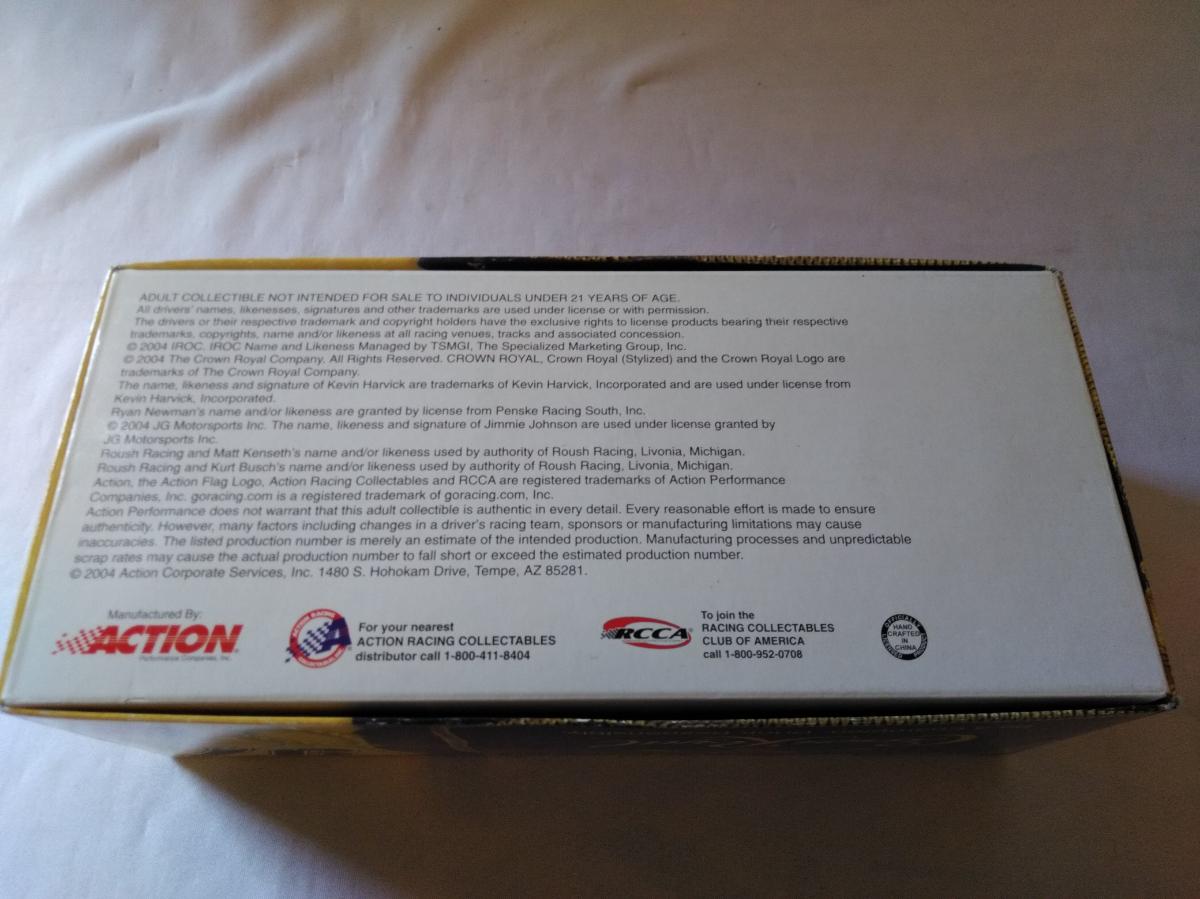 ADULT COLLECTIBLE NOT INTENDED FOR SALE TO INDIVIDUALS UNDER 21 YEARS OF AGE.
All drivers' names, likenesses, signatures and other trademarks are used under license or with permission.
The drivers or their respective trademark and copyright holders have the exclusive rights to license products bearing their respective
trademarks, copyrights, name and/or likeness at all racing venues, tracks and associated concession.
© 2004 IROC. IROC Name and Likeness Managed by TSMGI, The Specialized Marketing Group, Inc.
© 2004 The Crown Royal Company. All Rights Reserved. CROWN ROYAL, Crown Royal (Stylized) and the Crown Royal Logo are
trademarks of The Crown Royal Company.
The name, likeness and signature of Kevin Harvick are trademarks of Kevin Harvick, Incorporated and are used under license from
Kevin Harvick, Incorporated.
Ryan Newman's name and/or likeness are granted by license from Penske Racing South, Inc.
© 2004 JG Motorsports Inc. The name, likeness and signature of Jimmie Johnson are used under license granted by
JG Motorsports Inc.
Roush Racing and Matt Kenseth's name and/or likeness used by authority of Roush Racing, Livonia, Michigan.
Roush Racing and Kurt Busch's name and/or likeness used by authority of Roush Racing, Livonia, Michigan.
Action, the Action Flag Logo, Action Racing Collectables and RCCA are registered trademarks of Action Performance
Companies, Inc. goracing.com is a registered trademark of goracing.com, Inc.
Action Performance does not warrant that this adult collectible is authentic in every detail. Every reasonable effort is made to ensure
authenticity. However, many factors including changes in a driver's racing team, sponsors or manufacturing limitations may cause
inaccuracies. The listed production number is merely an estimate of the intended production. Manufacturing processes and unpredictable
scrap rates may cause the actual production number to fall short or exceed the estimated production number.
© 2004 Action Corporate Services, Inc. 1480 S. Hohokam Drive, Tempe, AZ 85281.
Manufactured By:
ACTION
Performance Companies, Inc.
ACTION RACING
A
COLLECTABLES
For your nearest
ACTION RACING COLLECTABLES
distributor call 1-800-411-8404
RCCA
To join the
RACING COLLECTABLES
CLUB OF AMERICA
call 1-800-952-0708
OFFICIALLY
HAND
CRAFTED
IN
CHINA